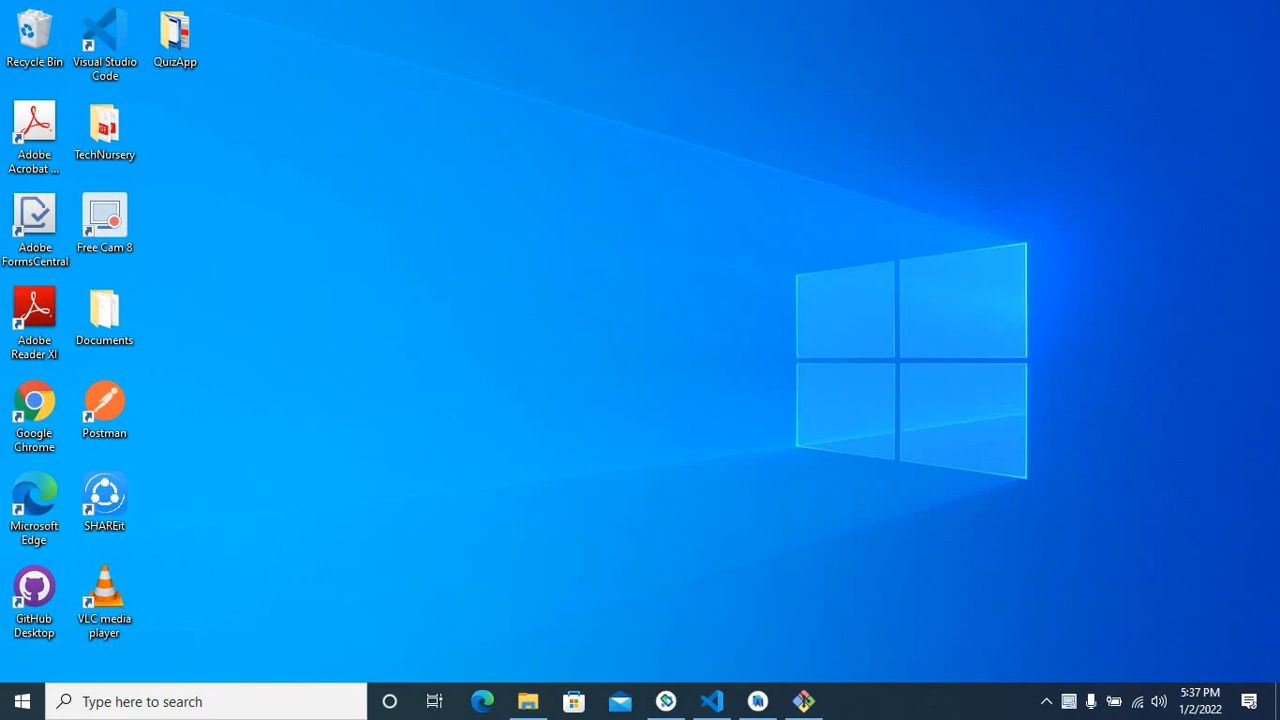 Recycle Bin
Visual Studio
Code
QuizApp
Adobe
Acrobat ...
TechNursery
Adobe
FormsCentral
Free Cam 8
Adobe
Reader XI
Documents
Google
Chrome
Postman
Microsoft
Edge
SHAREit
GitHub
Desktop
VLC media
player
Type here to search
5:37 PM
1/2/2022